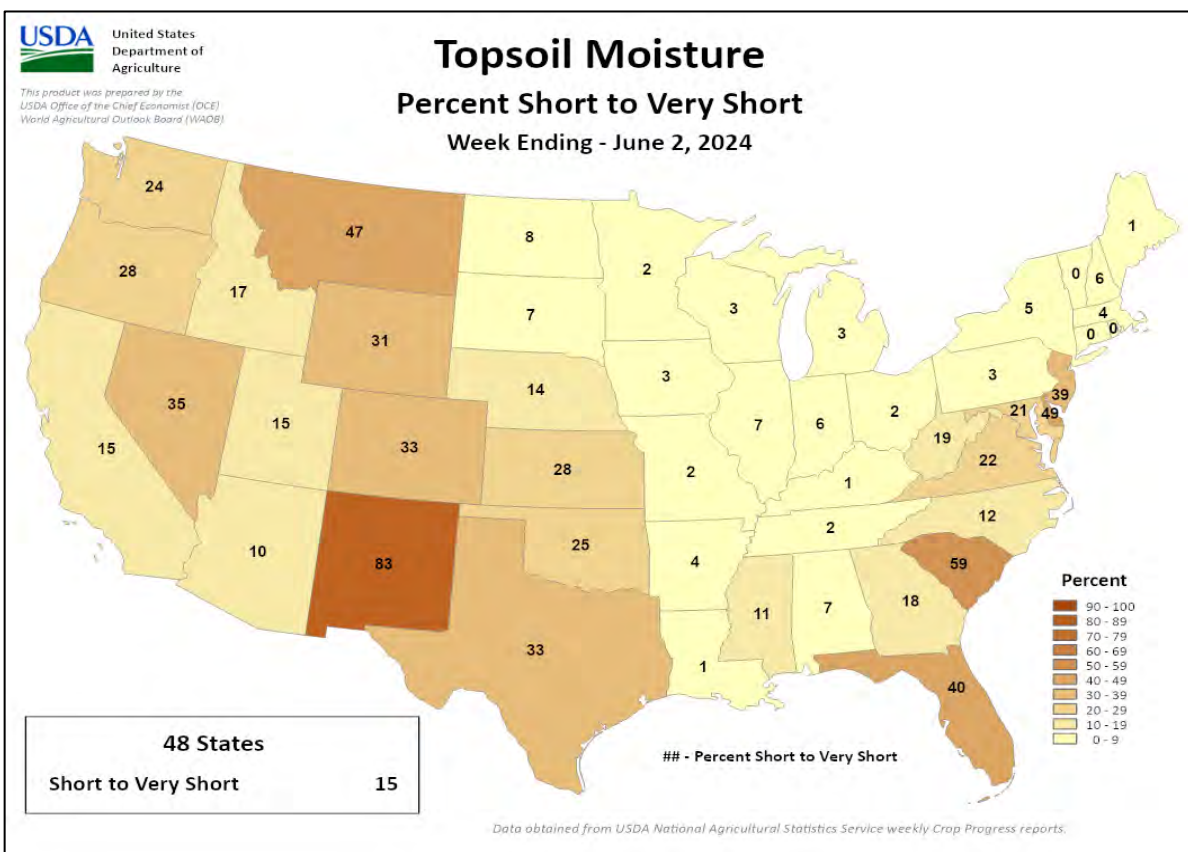 USDA
United States
Department of
Agriculture
This product was prepared by the
USDA Office of the Chief Economist (OCE)
World Agricultural Outlook Board (WAOB)
Topsoil Moisture
Percent Short to Very Short
Week Ending - June 2, 2024
24
47
8
2
1
28
17
7
3
3
5
0
6
4
0
0
31
14
3
3
39
35
15
33
28
2
7
6
2
19
21
49
22
15
1
12
10
83
25
4
2
59
33
11
7
18
1
40
Percent
90 - 100
80 - 89
70 - 79
60 - 69
50 - 59
40 - 49
30 - 39
20 - 29
10 - 19
0 - 9
48 States
Short to Very Short 15
## - Percent Short to Very Short
Data obtained from USDA National Agricultural Statistics Service weekly Crop Progress reports.